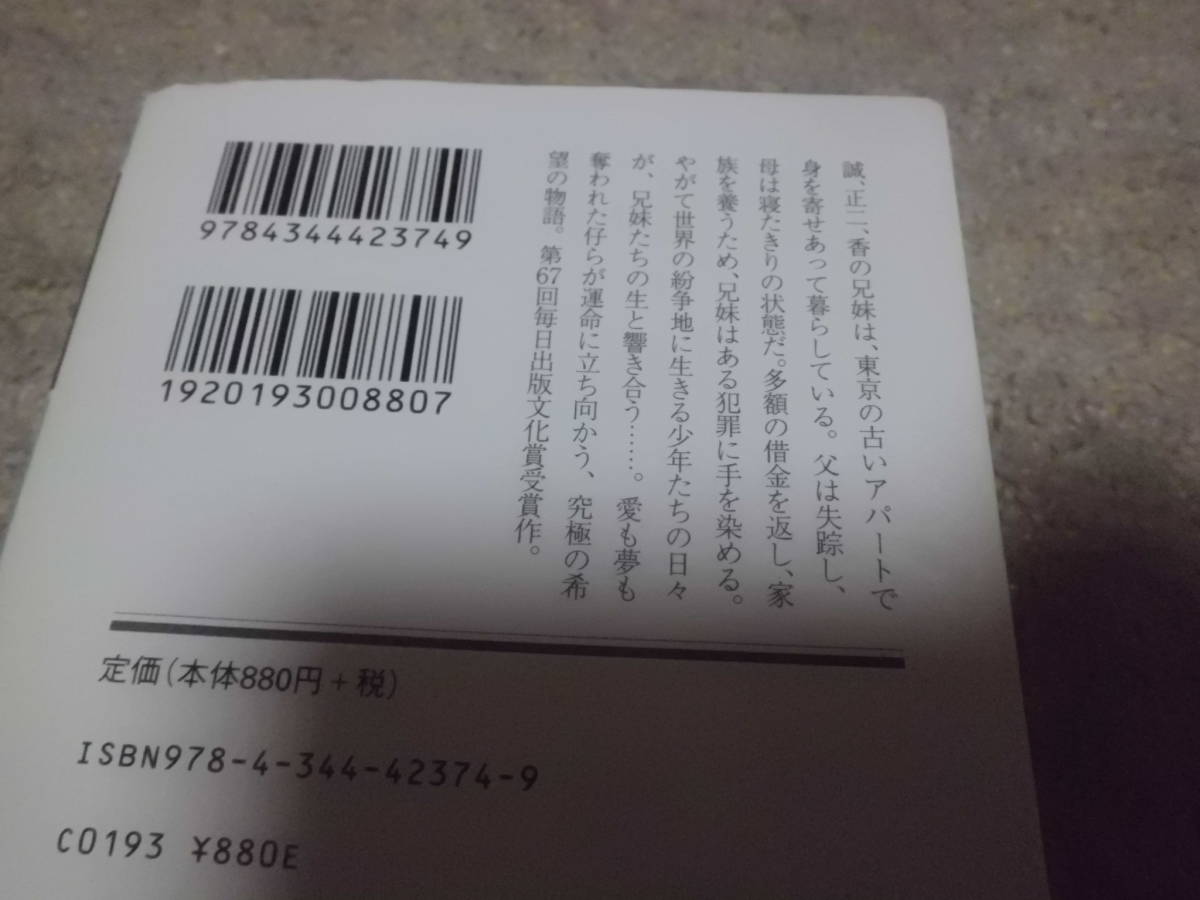 誠、正二、香の兄妹は、東京の古いアパートで
身を寄せあって暮らしている。父は失踪し、
母は寝たきりの状態だ。多額の借金を返し、家
族を養うため、兄妹はある犯罪に手を染める。
やがて世界の紛争地に生きる少年たちの日々
が、兄妹たちの生と響き合う……。愛も夢も
奪われた仔らが運命に立ち向かう、究極の希
望の物語。第67回毎日出版文化賞受賞作。
9784344423749
1920193008807
定価(本体880円+税)
ISBN978-4-344-42374-9
C0193 ¥880E